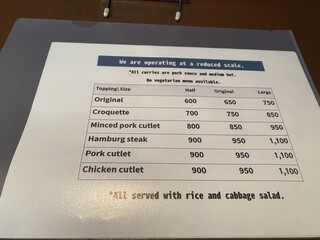 We are operating at a reduced scale.
*All curries are pork sauce and medium hot.
No vegetarian menu available.
Topping\Size Half Original Large
Original 600 650 750
Croquette 700 750 850
Minced pork cutlet 800 850 950
Hamburg steak 900 950 1,100
Pork cutlet 900 950 1,100
Chicken cutlet 900 950 1,100
*All served with rice and cabbage salad.